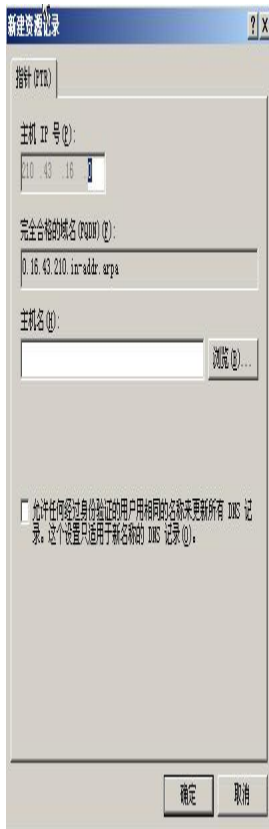 新建资源记录
指针(PTR)
主机 IP 号(P):
210 .43 .16 .0
完全合格的域名(FQDN)(F):
0.16.43.210.in-addr.arpa
主机名(H):
浏览(B)...
允许任何经过身份验证的用户用相同的名称来更新所有 DNS 记
录。这个设置只适用于新名称的 DNS 记录(O)。
确定
取消